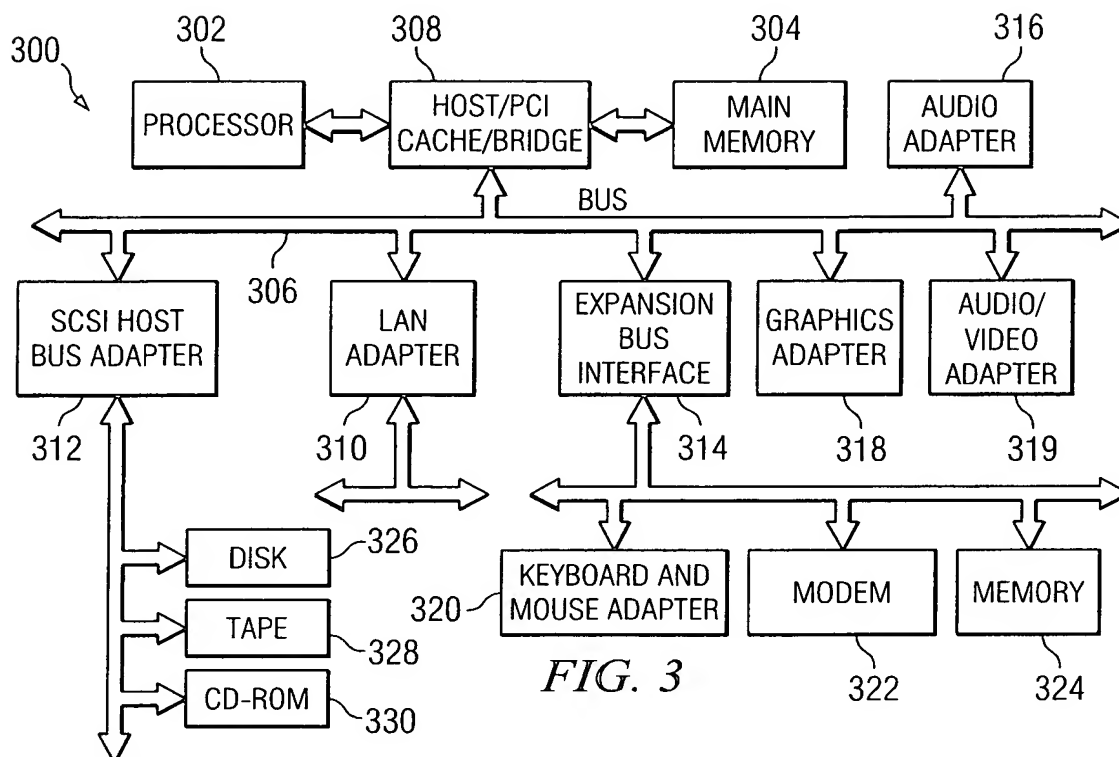 300
302
308
304
316
PROCESSOR
HOST/PCI
CACHE/BRIDGE
MAIN
MEMORY
AUDIO
ADAPTER
BUS
306
SCSI HOST
BUS ADAPTER
LAN
ADAPTER
EXPANSION
BUS
INTERFACE
GRAPHICS
ADAPTER
AUDIO/
VIDEO
ADAPTER
312
310
314
318
319
DISK
326
TAPE
328
CD-ROM
330
320
KEYBOARD AND
MOUSE ADAPTER
MODEM
MEMORY
322
324
FIG. 3